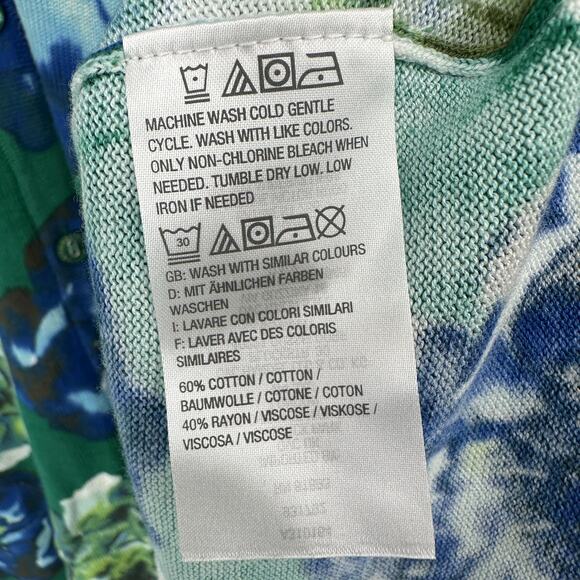 MACHINE WASH COLD GENTLE
CYCLE. WASH WITH LIKE COLORS.
ONLY NON-CHLORINE BLEACH WHEN
NEEDED. TUMBLE DRY LOW. LOW
IRON IF NEEDED
30
GB: WASH WITH SIMILAR COLOURS
D: MIT ÄHNLICHEN FARBEN
WASCHEN
I: LAVARE CON COLORI SIMILARI
F: LAVER AVEC DES COLORIS
SIMILAIRES
60% COTTON / COTTON /
BAUMWOLLE / COTONE / COTON
40% RAYON / VISCOSE / VISKOSE /
VISCOSA / VISCOSE